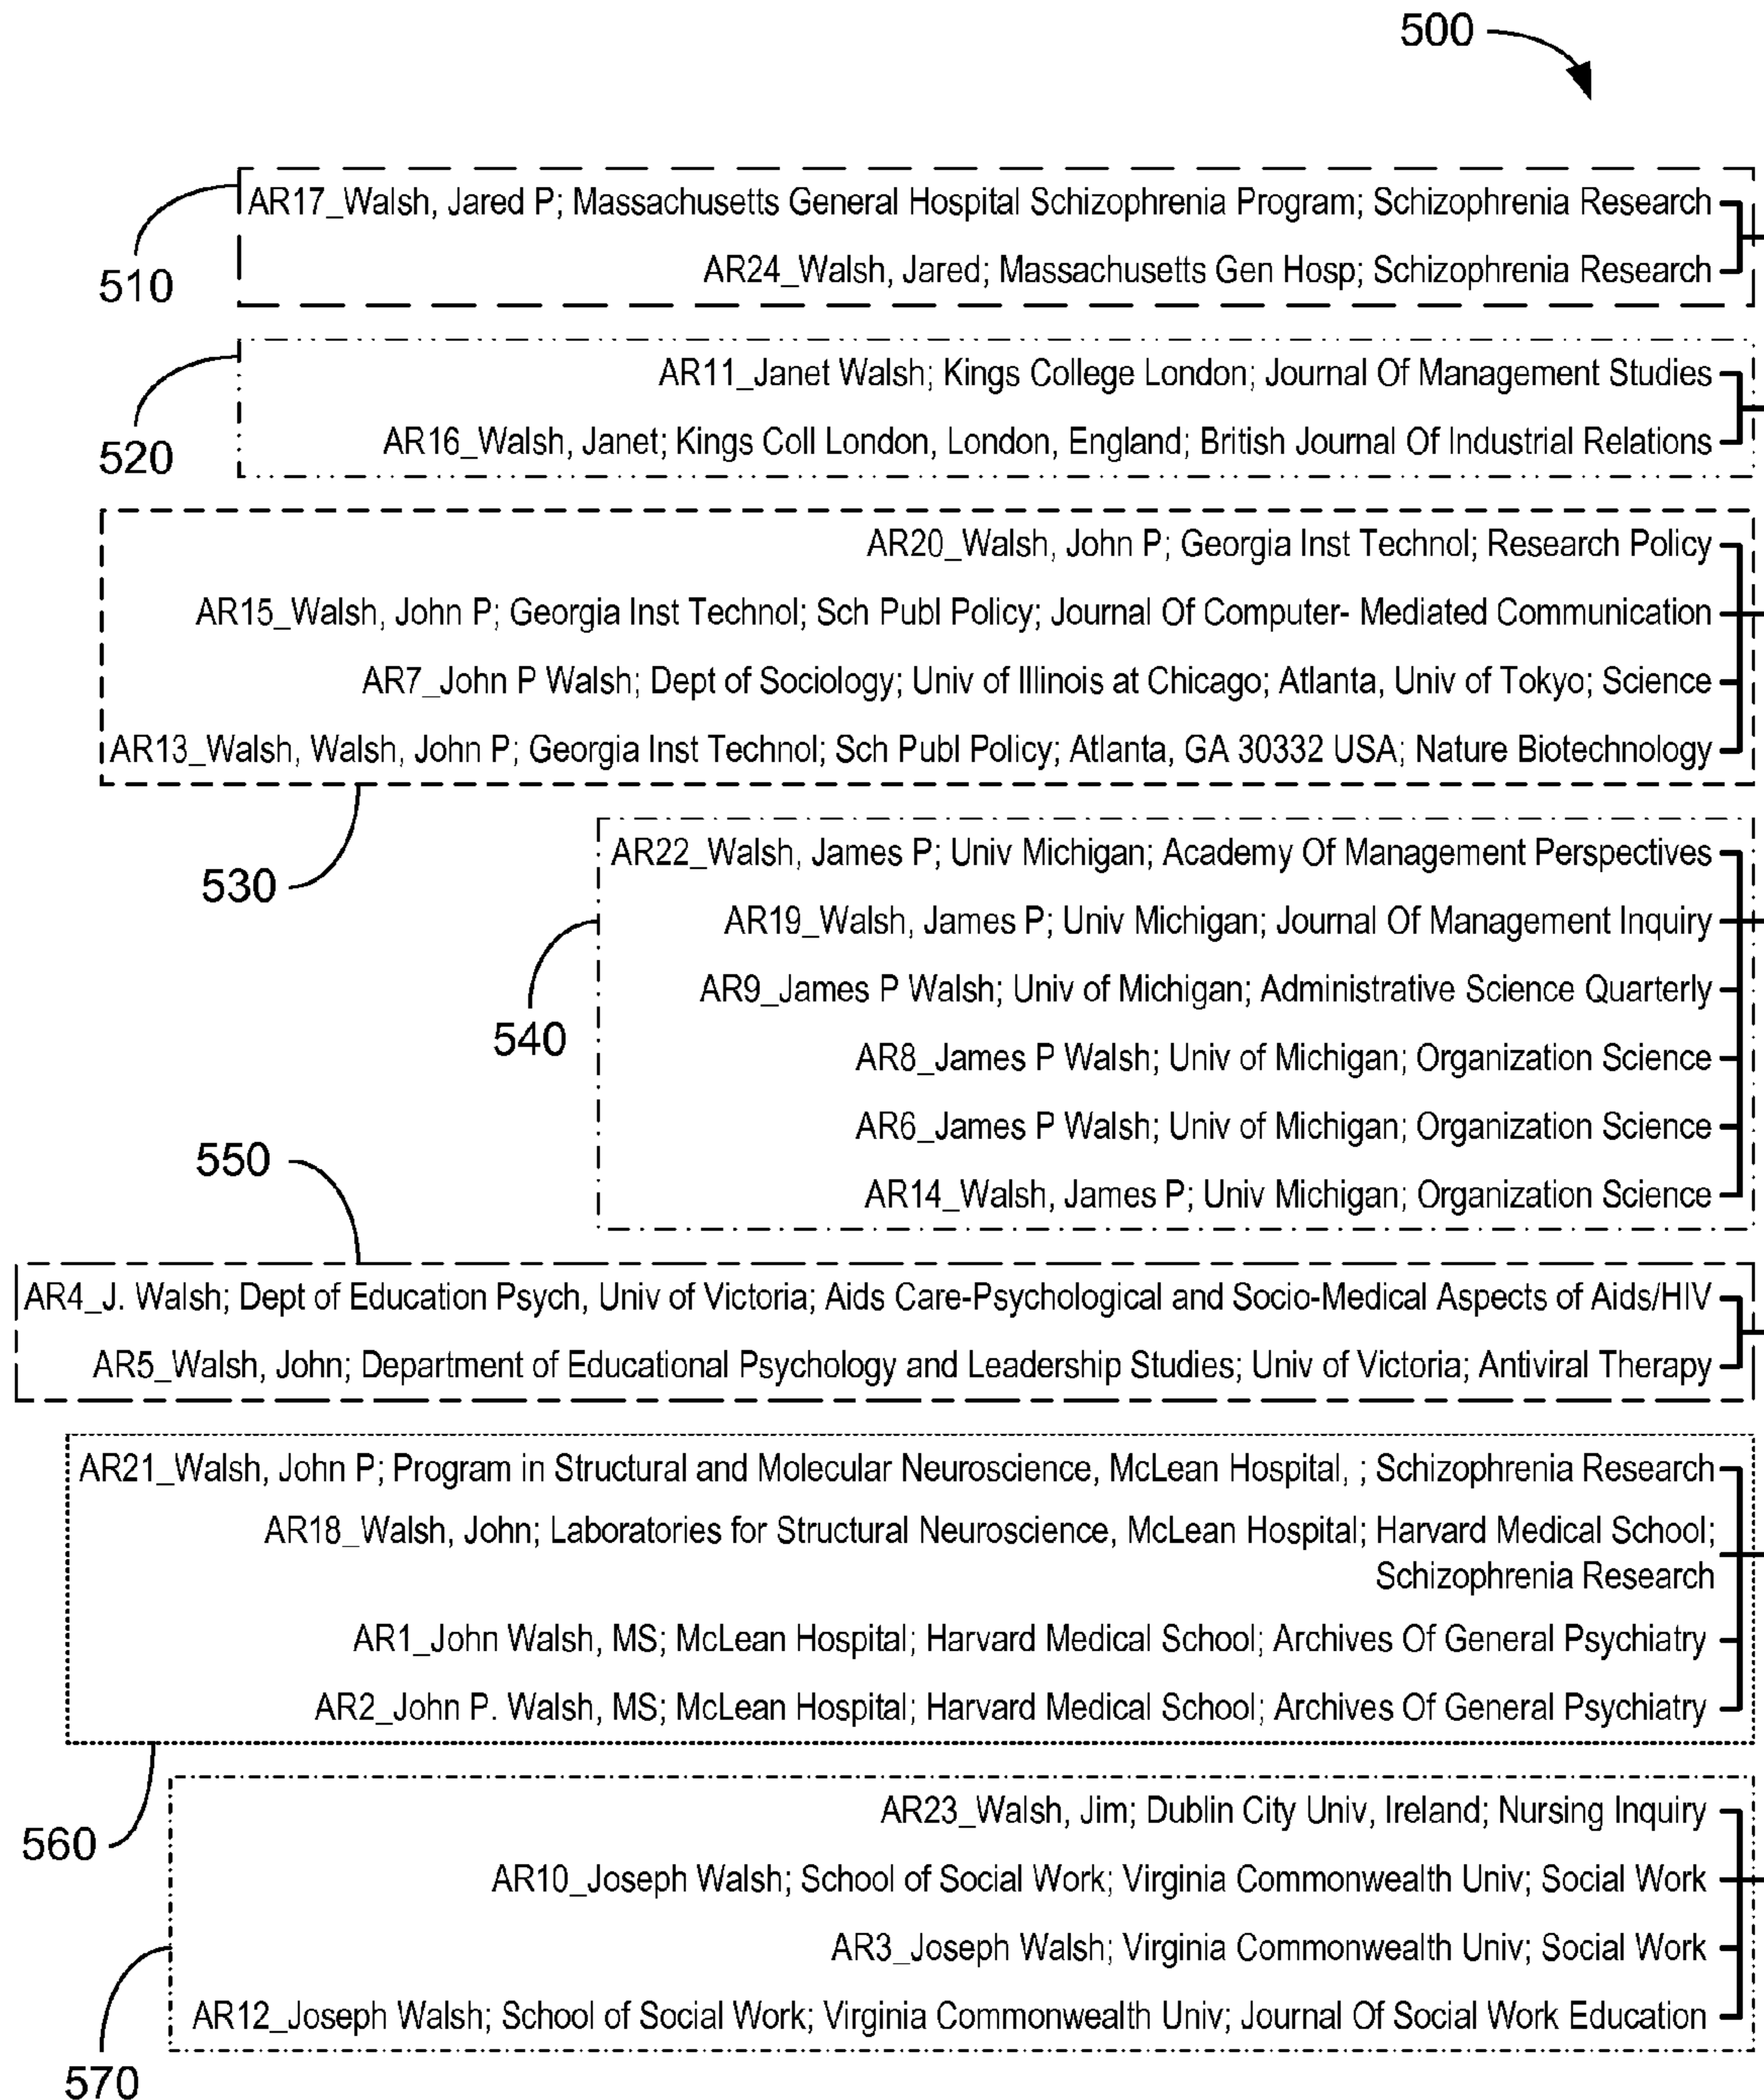 500
AR17_Walsh, Jared P; Massachusetts General Hospital Schizophrenia Program; Schizophrenia Research
AR24_Walsh, Jared; Massachusetts Gen Hosp; Schizophrenia Research
510
AR11_Janet Walsh; Kings College London; Journal Of Management Studies
AR16_Walsh, Janet; Kings Coll London, London, England; British Journal Of Industrial Relations
520
AR20_Walsh, John P; Georgia Inst Technol; Research Policy
AR15_Walsh, John P; Georgia Inst Technol; Sch Publ Policy; Journal Of Computer- Mediated Communication
AR7_John P Walsh; Dept of Sociology; Univ of Illinois at Chicago; Atlanta, Univ of Tokyo; Science
AR13_Walsh, Walsh, John P; Georgia Inst Technol; Sch Publ Policy; Atlanta, GA 30332 USA; Nature Biotechnology
530
AR22_Walsh, James P; Univ Michigan; Academy Of Management Perspectives
AR19_Walsh, James P; Univ Michigan; Journal Of Management Inquiry
AR9_James P Walsh; Univ of Michigan; Administrative Science Quarterly
540
AR8_James P Walsh; Univ of Michigan; Organization Science
AR6_James P Walsh; Univ of Michigan; Organization Science
AR14_Walsh, James P; Univ Michigan; Organization Science
550
AR4_J. Walsh; Dept of Education Psych, Univ of Victoria; Aids Care-Psychological and Socio-Medical Aspects of Aids/HIV
AR5_Walsh, John; Department of Educational Psychology and Leadership Studies; Univ of Victoria; Antiviral Therapy
AR21_Walsh, John P; Program in Structural and Molecular Neuroscience, McLean Hospital, ; Schizophrenia Research
AR18_Walsh, John; Laboratories for Structural Neuroscience, McLean Hospital; Harvard Medical School;
Schizophrenia Research
AR1_John Walsh, MS; McLean Hospital; Harvard Medical School; Archives Of General Psychiatry
AR2_John P. Walsh, MS; McLean Hospital; Harvard Medical School; Archives Of General Psychiatry
560
AR23_Walsh, Jim; Dublin City Univ, Ireland; Nursing Inquiry
AR10_Joseph Walsh; School of Social Work; Virginia Commonwealth Univ; Social Work
AR3_Joseph Walsh; Virginia Commonwealth Univ; Social Work
AR12_Joseph Walsh; School of Social Work; Virginia Commonwealth Univ; Journal Of Social Work Education
570